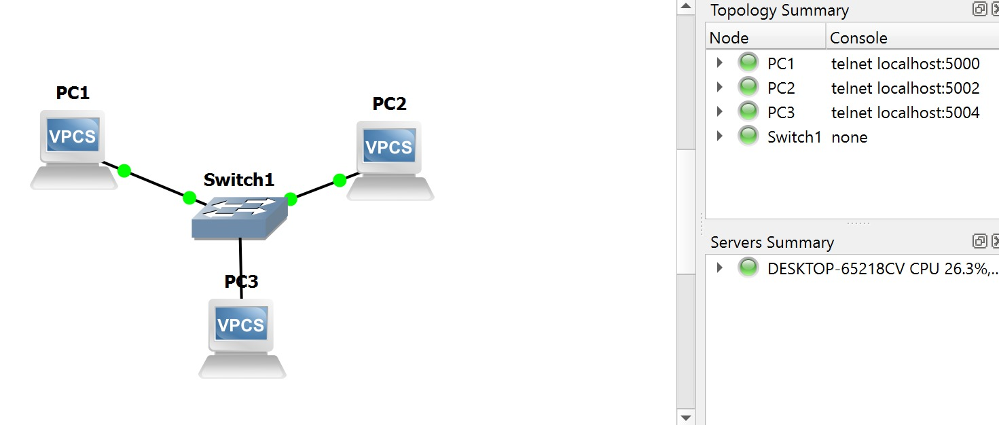 PC1
VPCS
PC2
VPCS
Switch1
PC3
VPCS
Topology Summary
Node Console
PC1 telnet localhost:5000
PC2 telnet localhost:5002
PC3 telnet localhost:5004
Switch1 none
Servers Summary
DESKTOP-65218CV CPU 26.3%,..